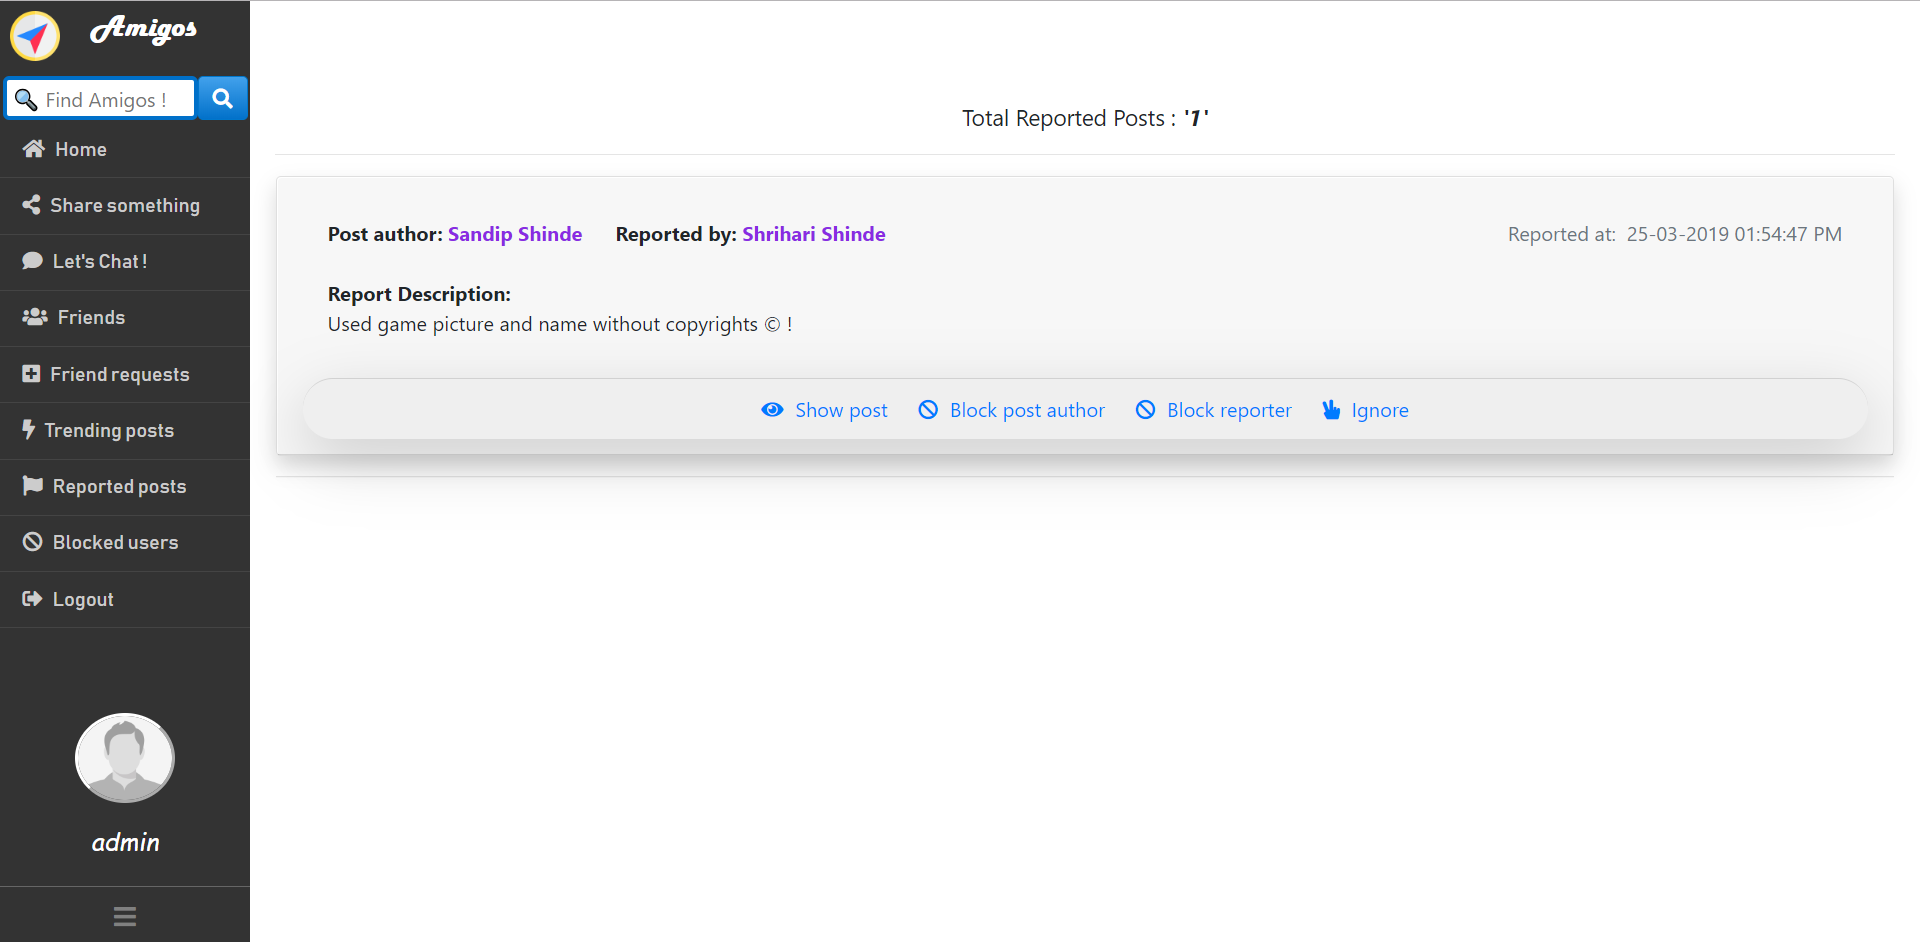 Amigos
Find Amigos !
Home
Share something
Let's Chat !
Friends
Friend requests
Trending posts
Reported posts
Blocked users
Logout
admin
Total Reported Posts : '1'
Post author: Sandip Shinde Reported by: Shrihari Shinde Reported at: 25-03-2019 01:54:47 PM
Report Description:
Used game picture and name without copyrights © !
Show post Block post author Block reporter Ignore